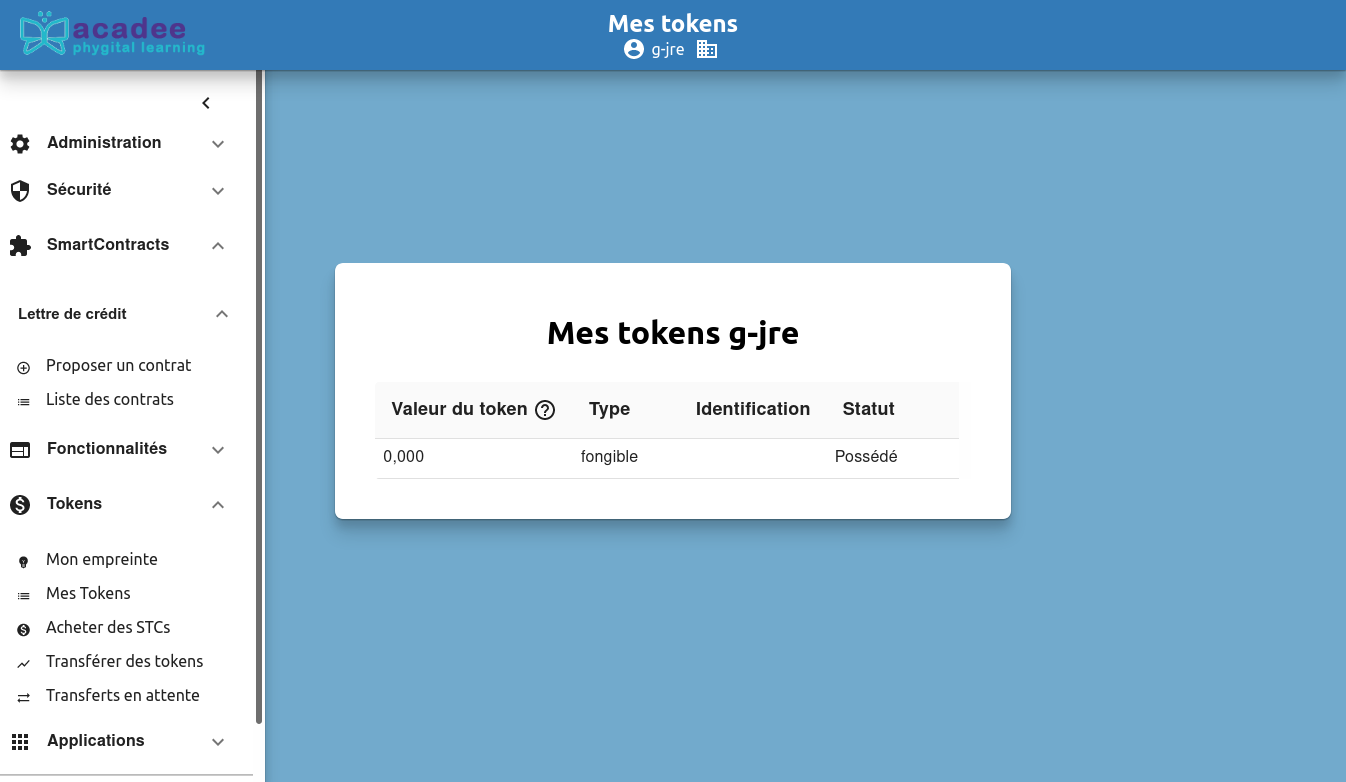 acadee
phygital learning
Mes tokens
g-jre
Administration
Sécurité
SmartContracts
Lettre de crédit
Proposer un contrat
Liste des contrats
Fonctionnalités
Tokens
Mon empreinte
Mes Tokens
Acheter des STCs
Transférer des tokens
Transferts en attente
Applications
Mes tokens g-jre
Valeur du token ? Type Identification Statut
0,000 fongible Possédé